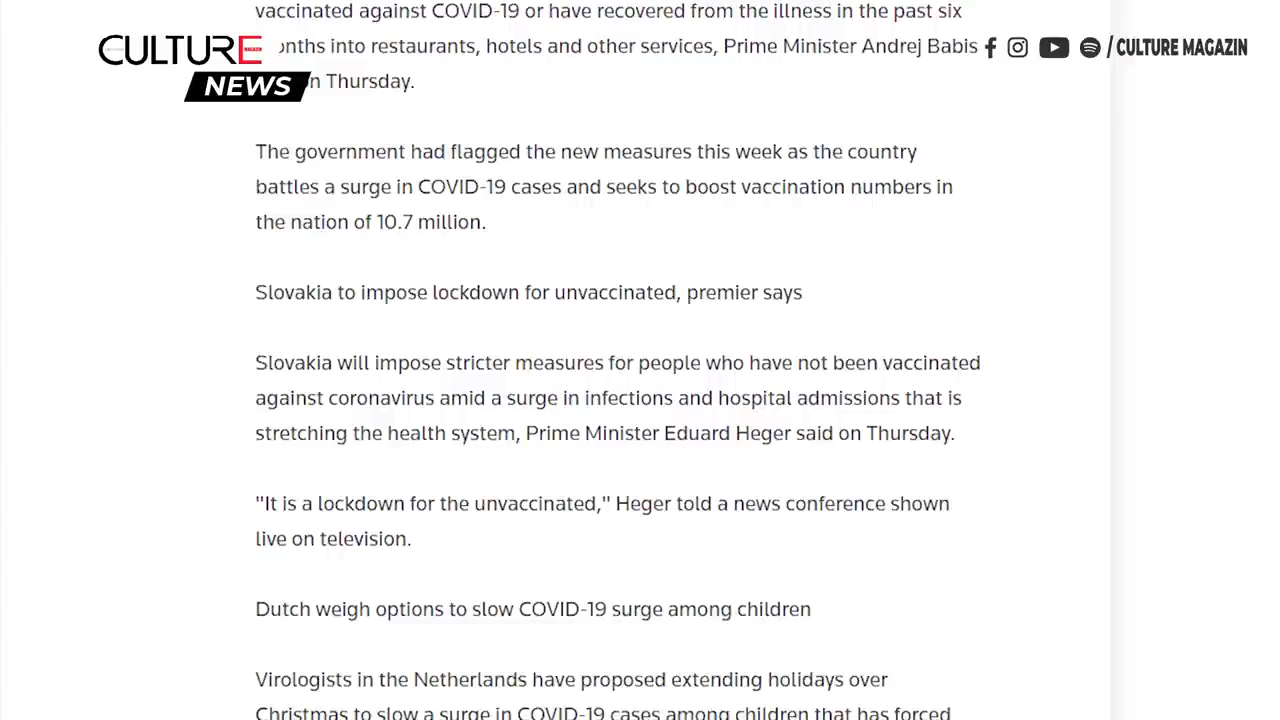 vaccinated against COVID-19 or have recovered from the illness in the past six
CULTURE
onths into restaurants, hotels and other services, Prime Minister Andrej Babis
/ CULTURE MAGAZIN
NEWS
n Thursday.
The government had flagged the new measures this week as the country
battles a surge in COVID-19 cases and seeks to boost vaccination numbers in
the nation of 10.7 million.
Slovakia to impose lockdown for unvaccinated, premier says
Slovakia will impose stricter measures for people who have not been vaccinated
against coronavirus amid a surge in infections and hospital admissions that is
stretching the health system, Prime Minister Eduard Heger said on Thursday.
"It is a lockdown for the unvaccinated," Heger told a news conference shown
live on television.
Dutch weigh options to slow COVID-19 surge among children
Virologists in the Netherlands have proposed extending holidays over
Christmas to slow a surge in COVID-19 cases among children that has forced